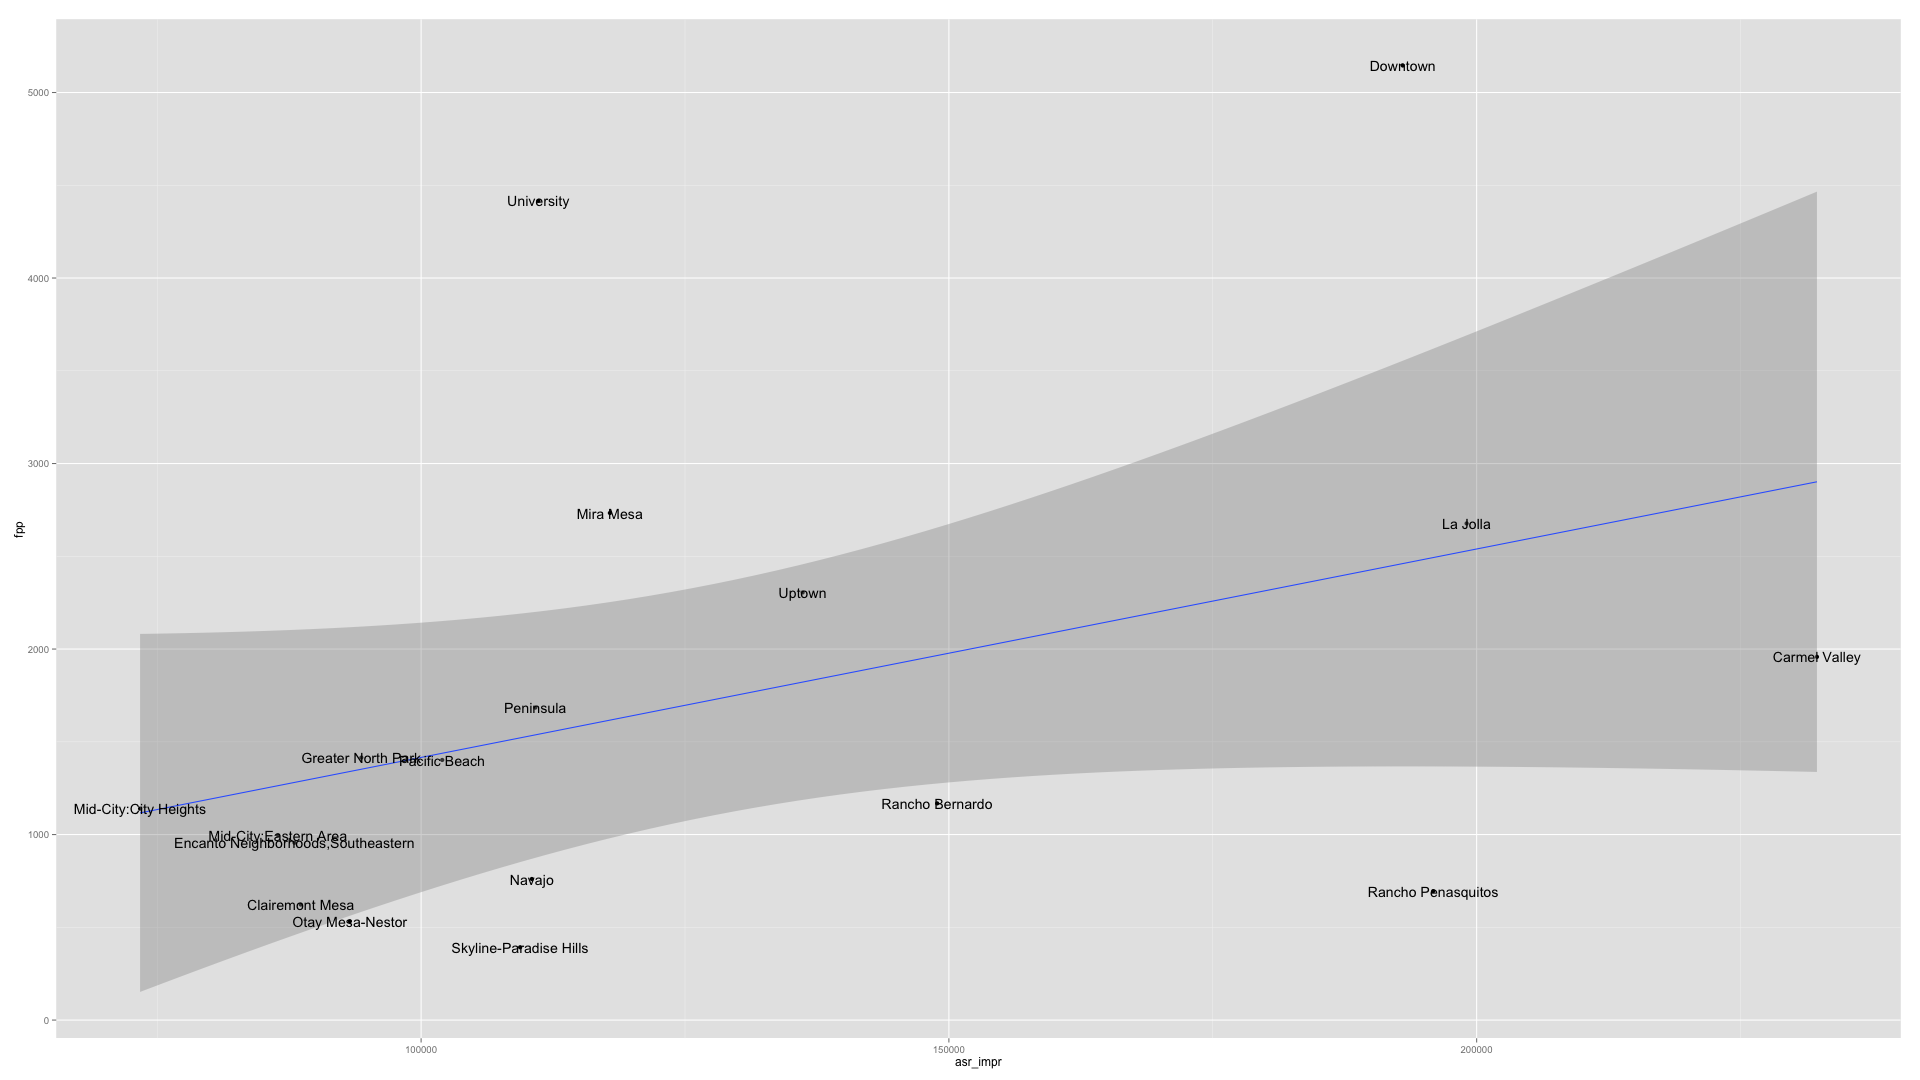 Downtown
5000
University
4000
3000
Mira Mesa
La Jolla
fpp
Uptown
2000
Carmel Valley
Peninsula
Greater North Park
Pacific Beach
Rancho Bernardo
Mid-City:City Heights
1000
Mid-City:Eastern Area
Encanto Neighborhoods,Southeastern
Navajo
Rancho Penasquitos
Clairemont Mesa
Otay Mesa-Nestor
Skyline-Paradise Hills
0
100000
150000
200000
asr_impr